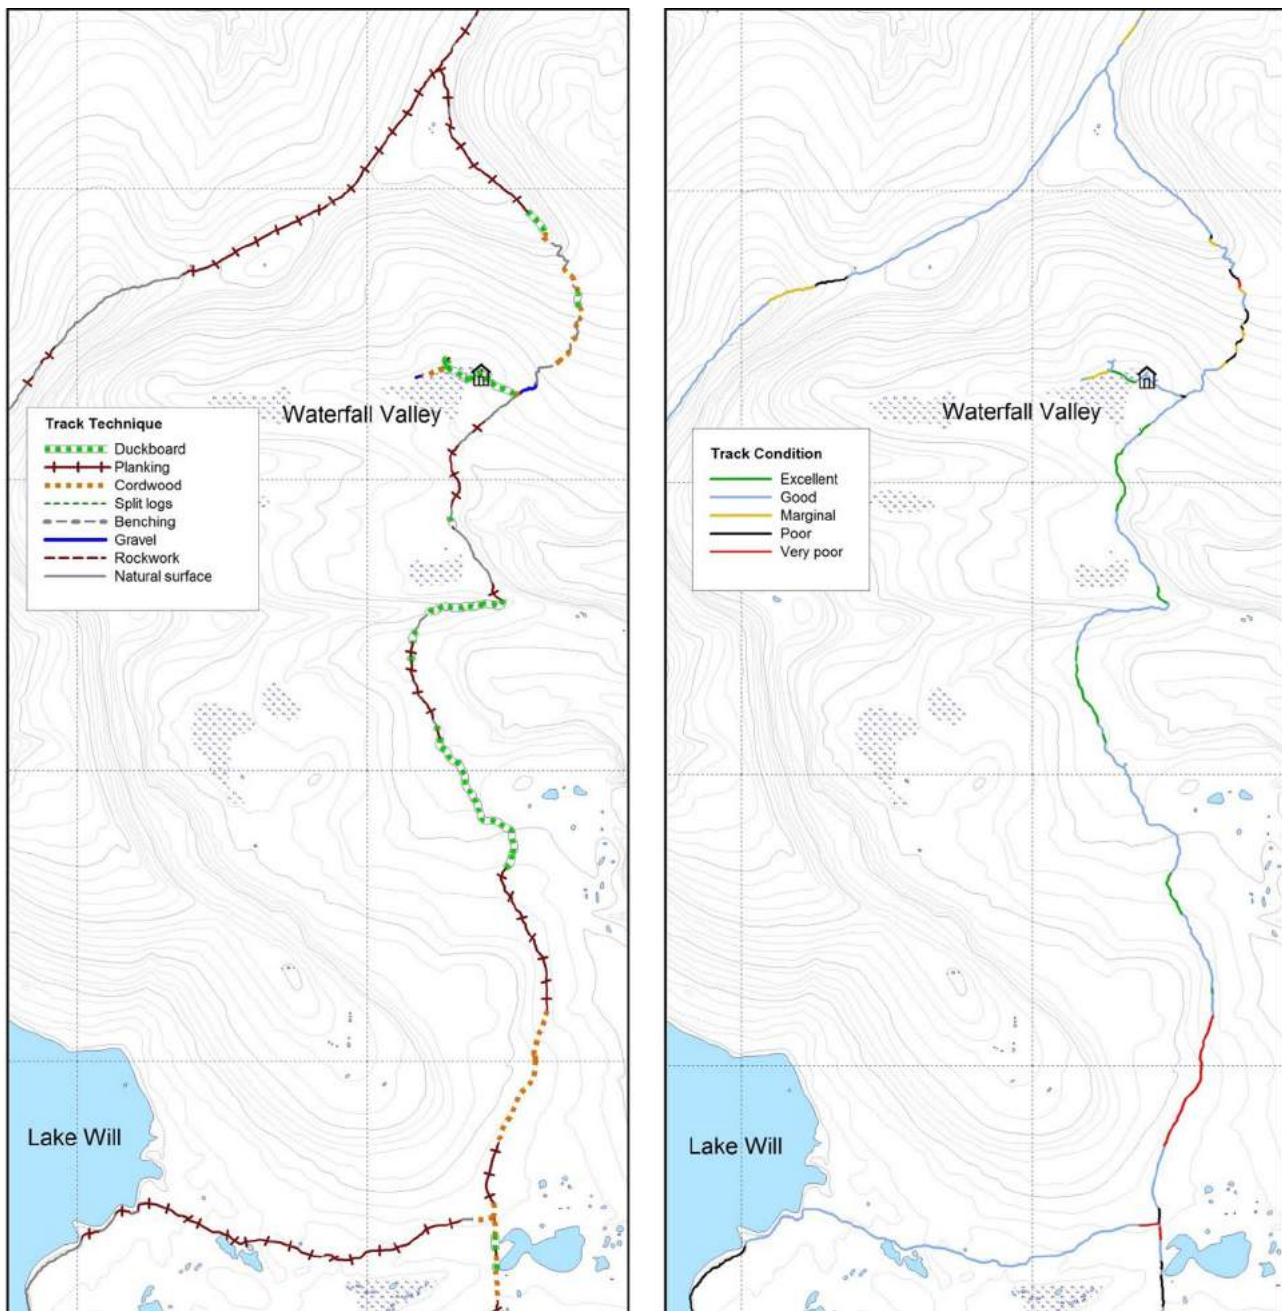 Waterfall Valley
Track Technique
Duckboard
Planking
Cordwood
Split logs
Benching
Gravel
Rockwork
Natural surface
Lake Will
Waterfall Valley
Track Condition
Excellent
Good
Marginal
Poor
Very poor
Lake Will